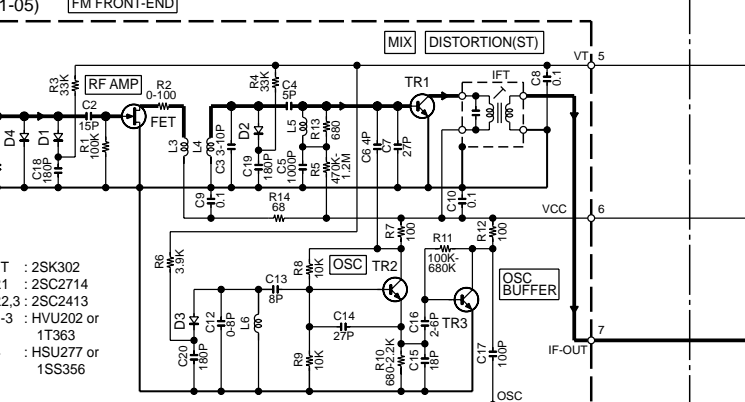 1-05)
FM FRONT-END
MIX
DISTORTION(ST)
VT 5
R3
33K
RF AMP
R2
0-100
R4
33K
C4
5P
TR1
IFT
C8
0.1
C2
15P
FET
D4
D1
C18
180P
R1
100K
L3
L4
C3 3-10P
D2
C19
180P
L5
C5
1000P
R13
680
R5
470K-
1.2M
C6 4P
C7
27P
C9
0.1
R14
68
C10
0.1
VCC 6
R6
3.9K
R8
10K
OSC
R7
100
TR2
R11
100K-
680K
R12
100
OSC
BUFFER
T : 2SK302
1 : 2SC2714
2,3 : 2SC2413
-3 : HVU202 or
1T363
: HSU277 or
1SS356
D3
C20
180P
C12
0-8P
L6
C13
8P
C14
27P
R9
10K
R10
680-2.2K
C16
C15
18P
TR3
C17
100P
7
IF-OUT
OSC